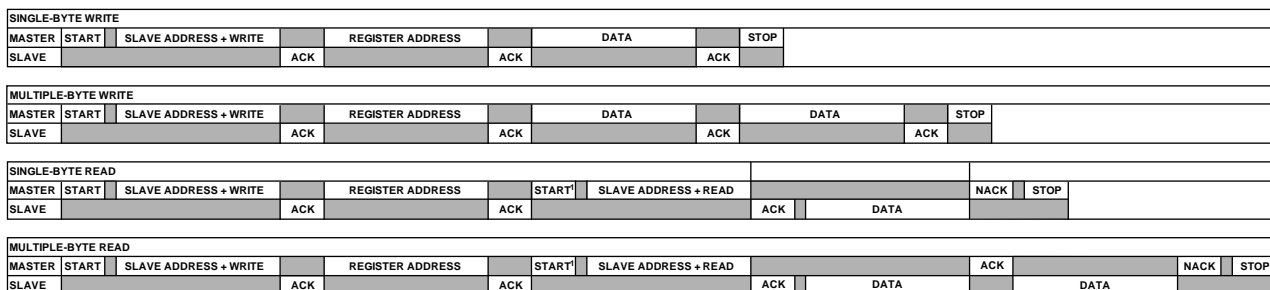 SINGLE-BYTE WRITE
MASTER START SLAVE ADDRESS + WRITE REGISTER ADDRESS DATA STOP
SLAVE ACK ACK ACK
MULTIPLE-BYTE WRITE
MASTER START SLAVE ADDRESS + WRITE REGISTER ADDRESS DATA DATA STOP
SLAVE ACK ACK ACK ACK
SINGLE-BYTE READ
MASTER START SLAVE ADDRESS + WRITE REGISTER ADDRESS START¹ SLAVE ADDRESS + READ NACK STOP
SLAVE ACK ACK ACK DATA
MULTIPLE-BYTE READ
MASTER START SLAVE ADDRESS + WRITE REGISTER ADDRESS START¹ SLAVE ADDRESS + READ ACK NACK STOP
SLAVE ACK ACK ACK DATA DATA